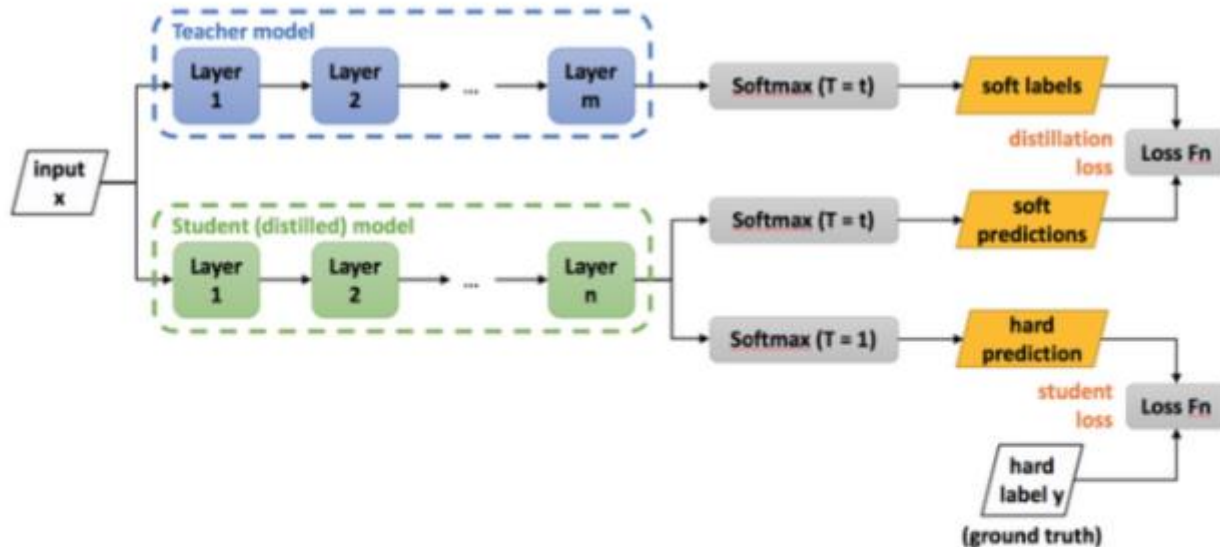 Teacher model
Layer
1
Layer
2
...
Layer
m
Softmax (T = t)
soft labels
distillation
loss
Loss Fn
input
x
Student (distilled) model
Layer
1
Layer
2
...
Layer
n
Softmax (T = t)
soft
predictions
Softmax (T = 1)
hard
prediction
student
loss
Loss Fn
hard
label y
(ground truth)